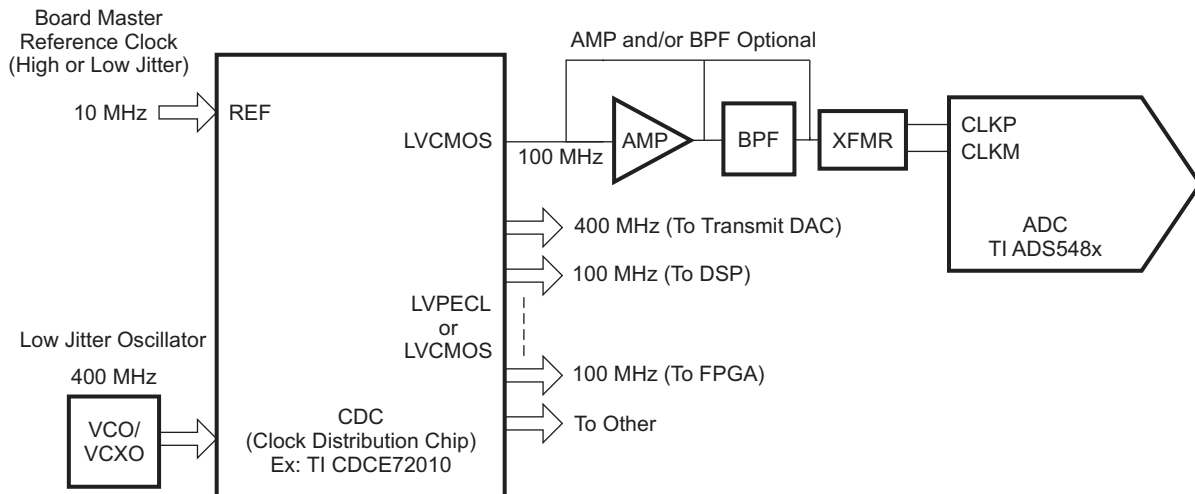 Board Master
Reference Clock
(High or Low Jitter)
10 MHz
REF
LVCMOS
100 MHz
AMP and/or BPF Optional
AMP
BPF
XFMR
CLKP
CLKM
ADC
TI ADS548x
400 MHz (To Transmit DAC)
100 MHz (To DSP)
LVPECL
or
LVCMOS
100 MHz (To FPGA)
To Other
Low Jitter Oscillator
400 MHz
VCO/
VCXO
CDC
(Clock Distribution Chip)
Ex: TI CDCE72010